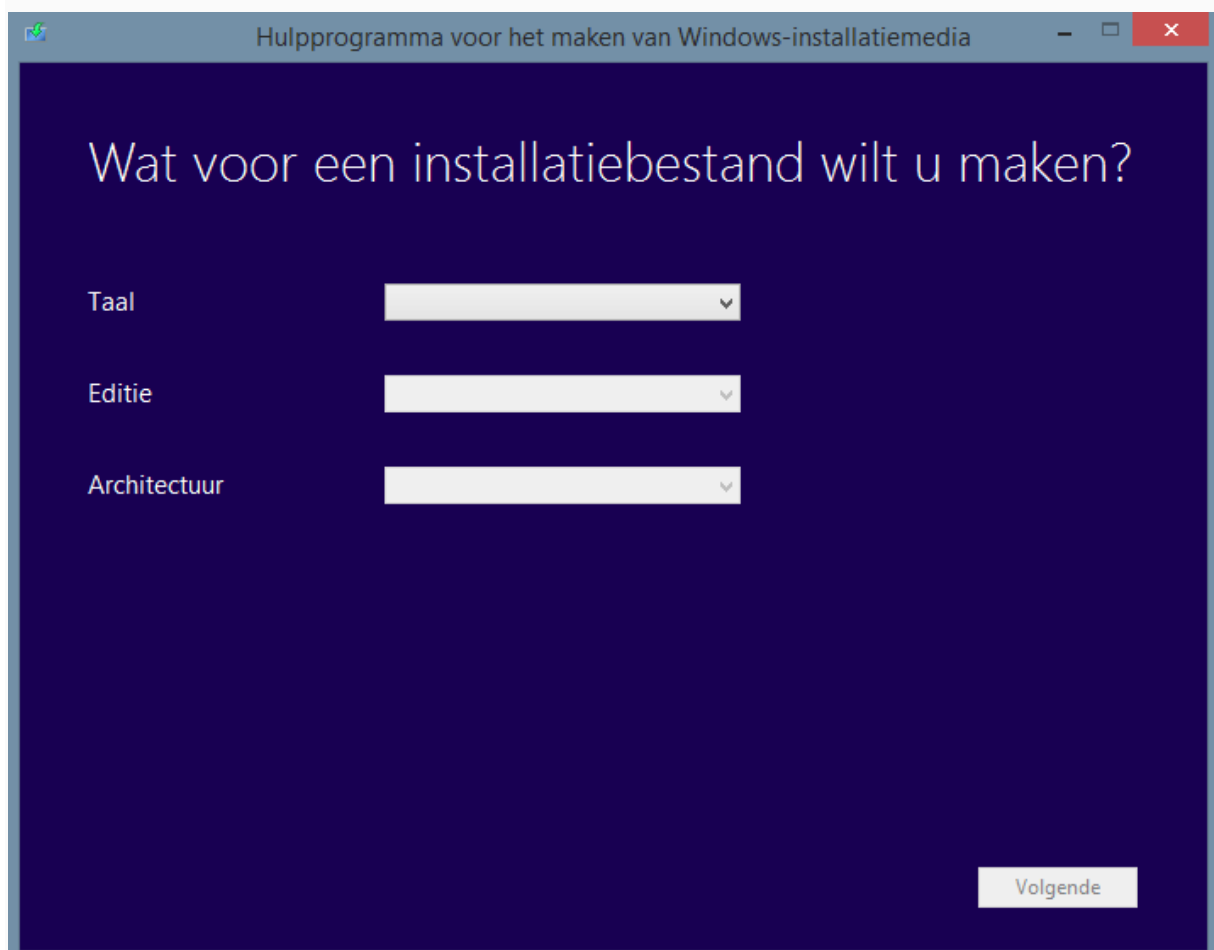 Hulpprogramma voor het maken van Windows-installatiemedia
Wat voor een installatiebestand wilt u maken?
Taal
Editie
Architectuur
Volgende